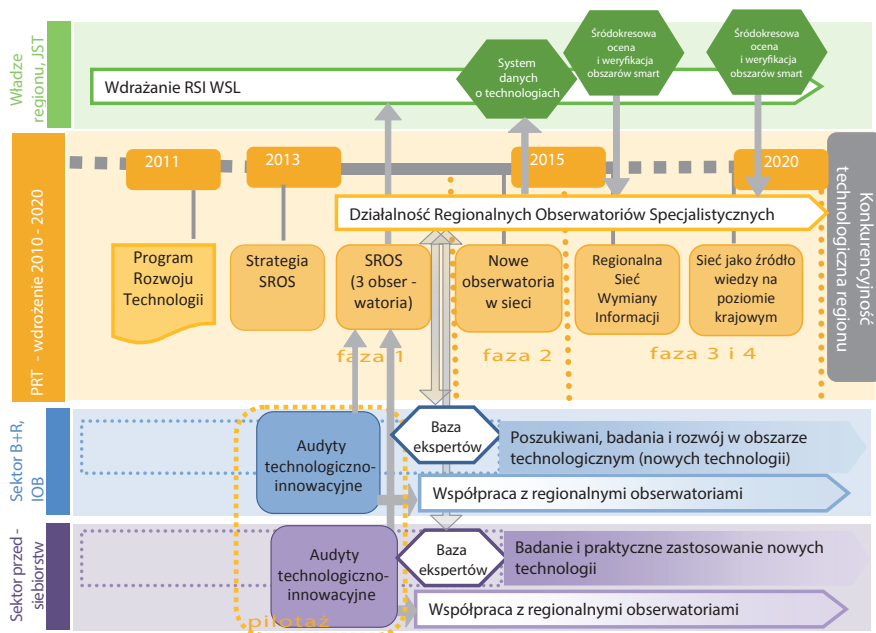 Władze
regionu, JST
Wdrażanie RSI WSL
System
danych
o technologiach
Śródokresowa
ocena
i weryfikacja
obszarów smart
Śródokresowa
ocena
i weryfikacja
obszarów smart
PRT - wdrożenie 2010 - 2020
2011
2013
2015
2020
Działalność Regionalnych Obserwatoriów Specjalistycznych
Program
Rozwoju
Technologii
Strategia
SROS
SROS
(3 obser -
watoria)
Nowe
obserwatoria
w sieci
Regionalna
Sieć
Wymiany
Informacji
Sieć jako źródło
wiedzy na
poziomie
krajowym
faza 1
faza 2
faza 3 i 4
Konkurencyjność
technologiczna regionu
Sektor B+R,
IOB
Audyty
technologiczno-
innowacyjne
Baza
ekspertów
Poszukiwani, badania i rozwój w obszarze
technologicznym (nowych technologii)
Współpraca z regionalnymi obserwatoriami
Sektor przed -
siebiorstw
Audyty
technologiczno-
innowacyjne
Baza
ekspertów
Badanie i praktyczne zastosowanie nowych
technologii
Współpraca z regionalnymi obserwatoriami
pilotaż